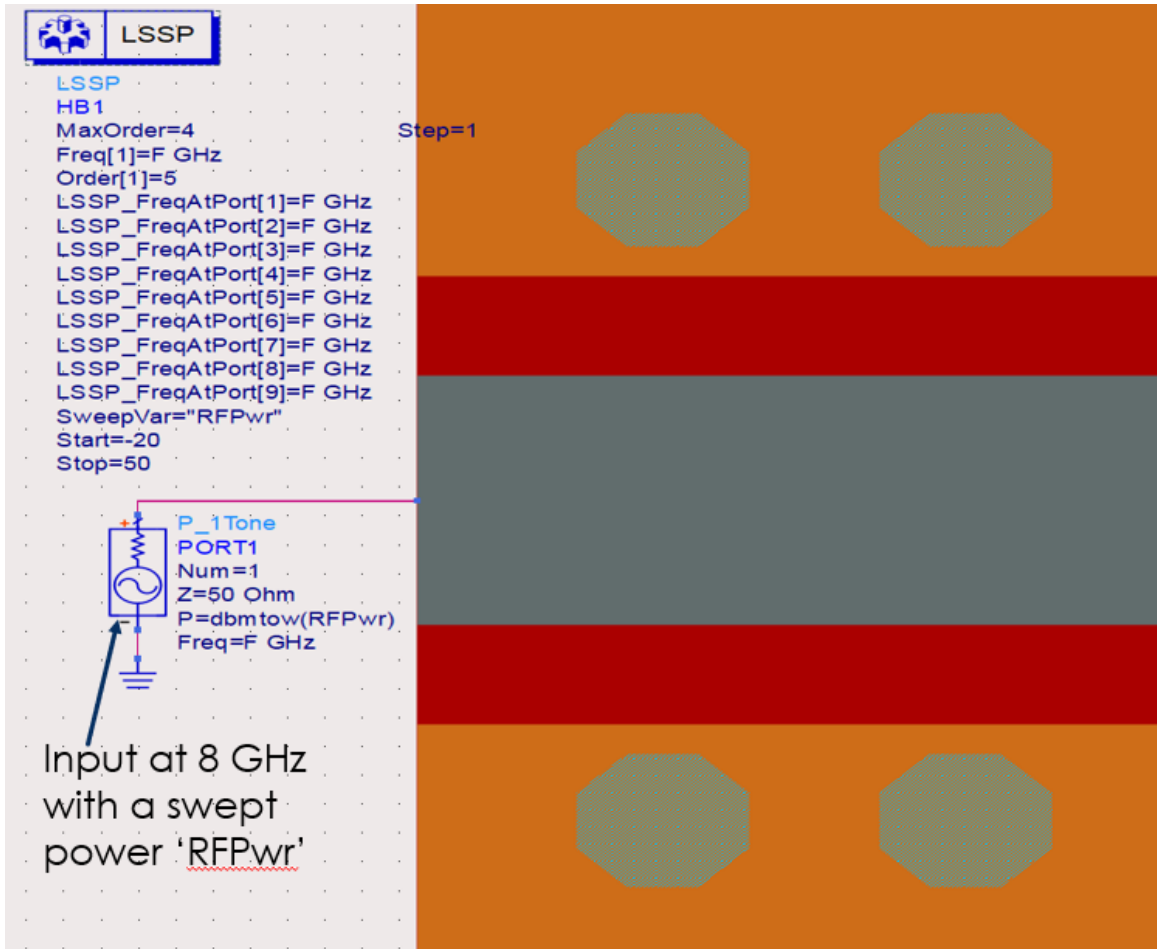 LSSP
LSSP
HB1
MaxOrder=4
Step=1
Freq[1]=F GHz
Order[1]=5
LSSP_FreqAtPort[1]=F GHz
LSSP_FreqAtPort[2]=F GHz
LSSP_FreqAtPort[3]=F GHz
LSSP_FreqAtPort[4]=F GHz
LSSP_FreqAtPort[5]=F GHz
LSSP_FreqAtPort[6]=F GHz
LSSP_FreqAtPort[7]=F GHz
LSSP_FreqAtPort[8]=F GHz
LSSP_FreqAtPort[9]=F GHz
SweepVar="RFPwr"
Start=-20
Stop=50
P_1Tone
PORT1
Num=1
Z=50 Ohm
P=dbmtow(RFPwr)
Freq=F GHz
Input at 8 GHz
with a swept
power ‘RFPwr’